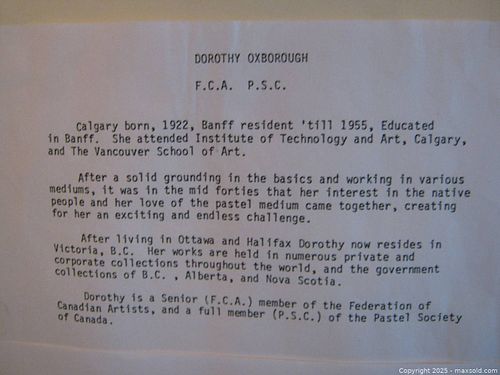 DOROTHY OXBOROUGH
F.C.A. P.S.C.
Calgary born, 1922, Banff resident 'till 1955, Educated
in Banff. She attended Institute of Technology and Art, Calgary,
and The Vancouver School of Art.
After a solid grounding in the basics and working in various
mediums, it was in the mid forties that her interest in the native
people and her love of the pastel medium came together, creating
for her an exciting and endless challenge.
After living in Ottawa and Halifax Dorothy now resides in
Victoria, B.C. Her works are held in numerous private and
corporate collections throughout the world, and the government
collections of B.C. , Alberta, and Nova Scotia.
Dorothy is a Senior (F.C.A.) member of the Federation of
Canadian Artists, and a full member (P.S.C.) of the Pastel Society
of Canada.
Copyright 2025 - maxsold.com